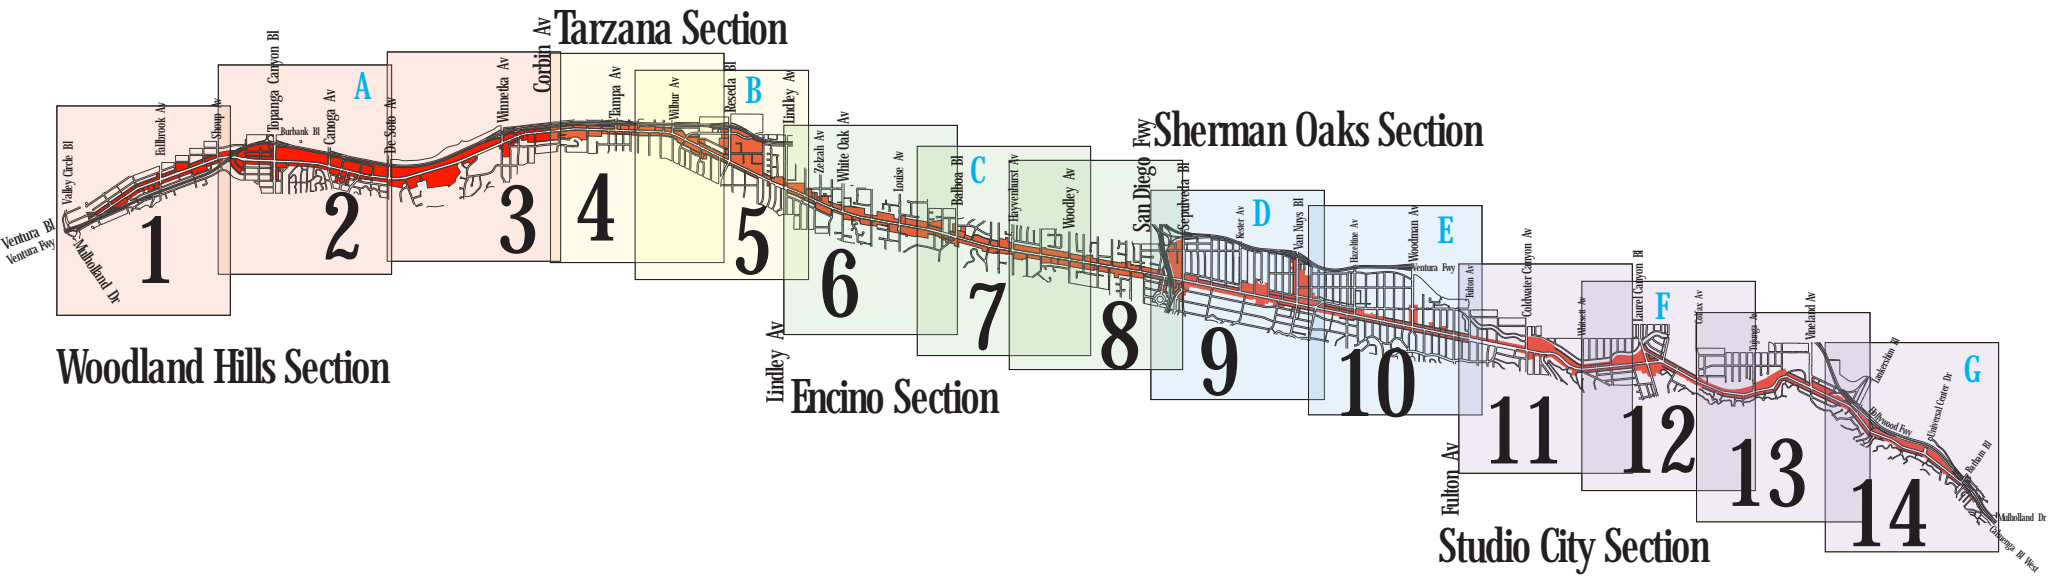 Tarzana Section
Corbin Av
Topanga Canyon Bl
A
Winnetka Av
Tampa Av
Wilbur Av
Reseda Bl
B
Lindley Av
Valley Circle Bl
Fallbrook Av
Shoup Av
Burbank Bl
Canoga Av
De Soto Av
Zelzah Av
White Oak Av
Louise Av
Balboa Bl
C
Hayvenhurst Av
Woodley Av
San Diego Fwy
Sepulveda Bl
Sherman Oaks Section
Kester Av
D
Van Nuys Bl
Hazeltine Av
Woodman Av
E
Ventura Fwy
Fulton Av
Coldwater Canyon Av
Whitsett Av
Laurel Canyon Bl
F
Colfax Av
Tujunga Av
Vineland Av
Lankershim Bl
Universal Center Dr
G
Hollywood Fwy
Barham Bl
Mulholland Dr
Cahuenga Bl West
Ventura Bl
Ventura Fwy
Mulholland Dr
1
2
3
4
5
6
7
8
9
10
11
12
13
14
Woodland Hills Section
Lindley Av
Encino Section
Fulton Av
Studio City Section